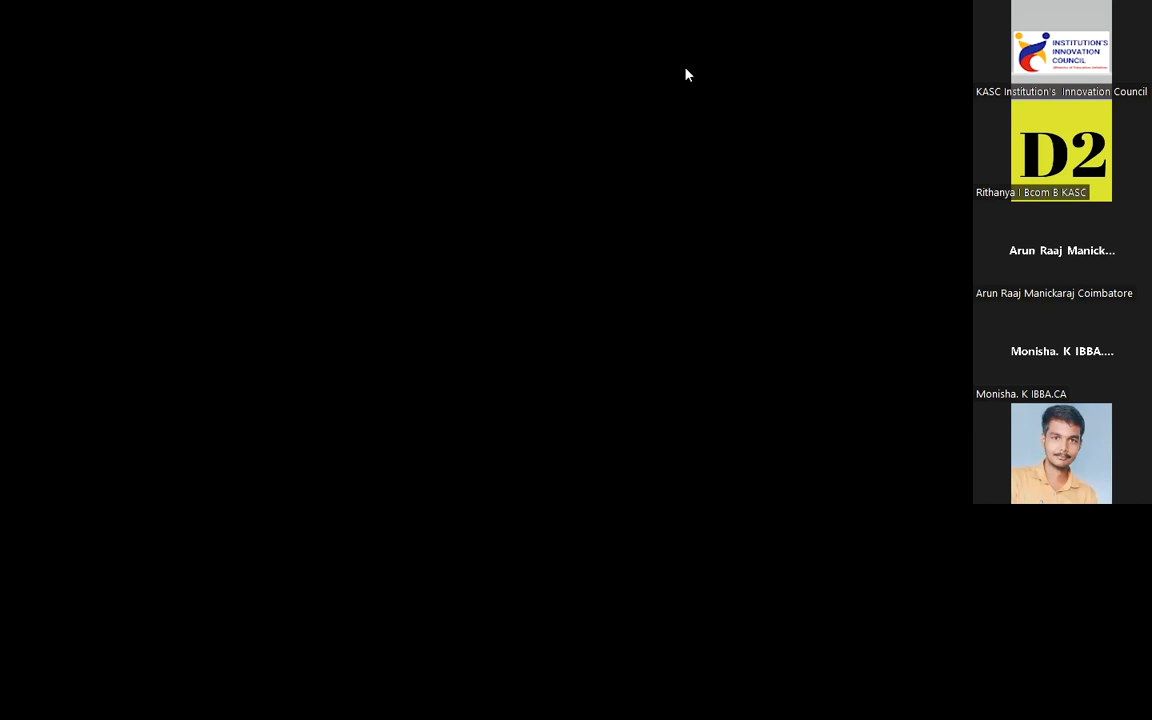 INSTITUTION'S
INNOVATION
COUNCIL
KASC Institution's Innovation Council
D2
Rithanya I Bcom B KASC
Arun Raaj Manick...
Arun Raaj Manickaraj Coimbatore
Monisha. K IBBA....
Monisha. K IBBA.CA